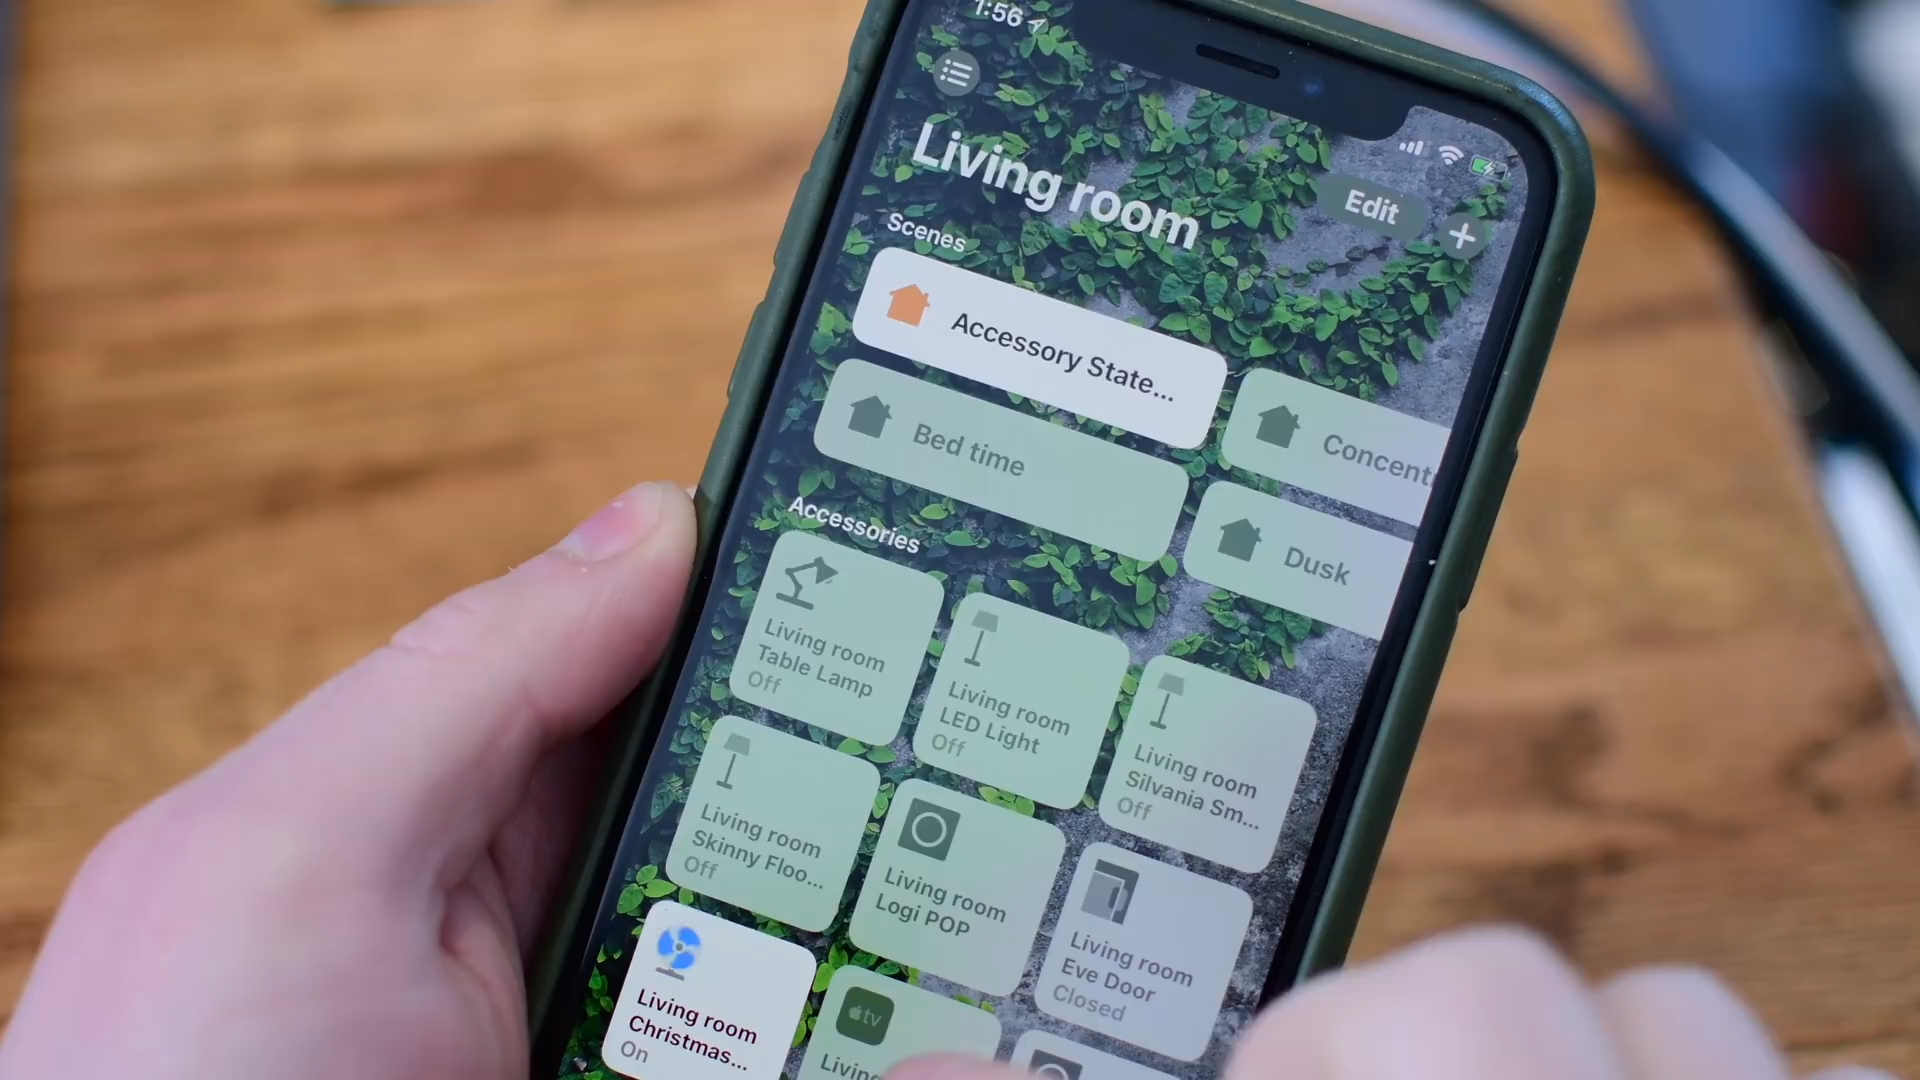 1:56
Living room
Edit
Scenes
Accessory State...
Bed time
Concent
Dusk
Accessories
Living room
Table Lamp
Off
Living room
LED Light
Off
Living room
Silvania Sm...
Off
Living room
Skinny Floo...
Off
Living room
Logi POP
Living room
Eve Door
Closed
Living room
Christmas...
On
tv
Living